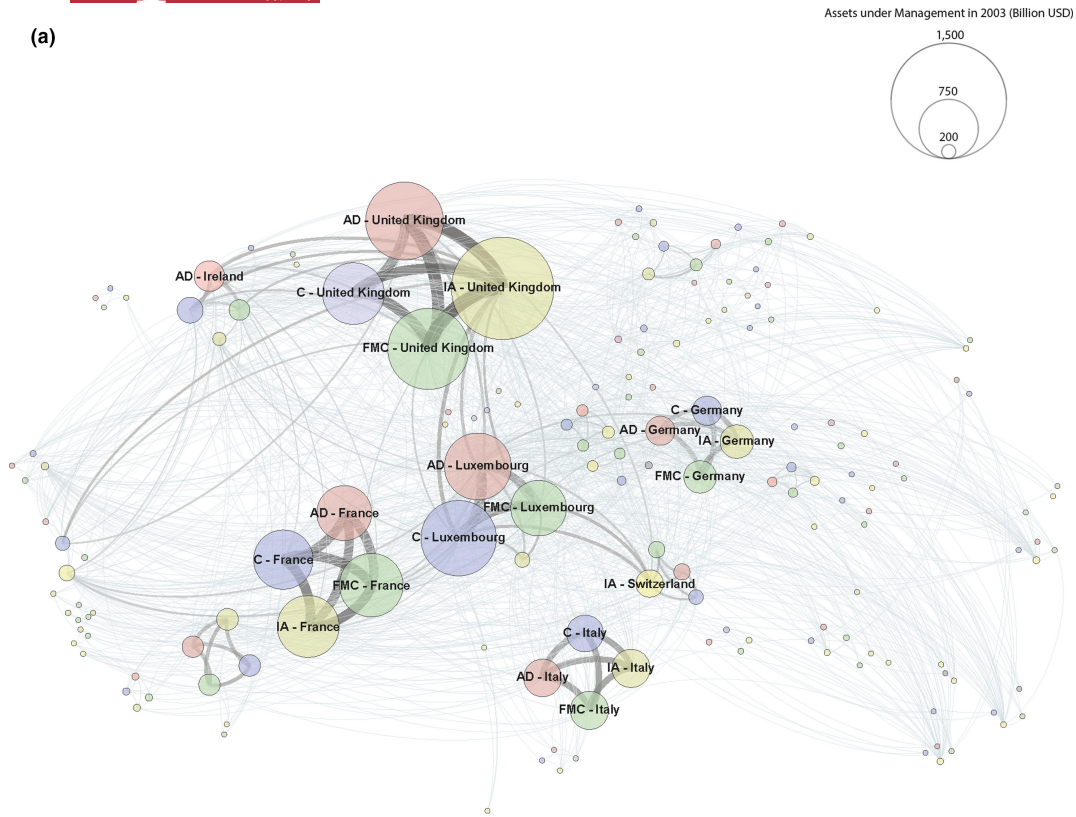 Assets under Management in 2003 (Billion USD)
(a)
1,500
750
200
AD - United Kingdom
AD - Ireland
IA - United Kingdom
C - United Kingdom
FMC - United Kingdom
C - Germany
AD - Germany
IA - Germany
AD - Luxembourg
FMC - Germany
FMC - Luxembourg
AD - France
C - Luxembourg
C - France
FMC - France
IA - Switzerland
IA - France
C - Italy
IA - Italy
AD - Italy
FMC - Italy